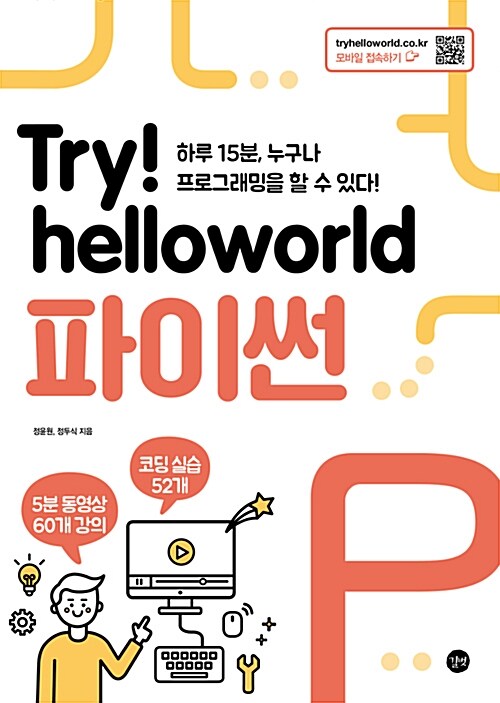 tryhelloworld.co.kr
모바일 접속하기
Try!
하루 15분, 누구나
프로그래밍을 할 수 있다!
helloworld
파이썬
정윤원, 정두식 지음
코딩 실습
52개
5분 동영상
60개 강의
P
길벗